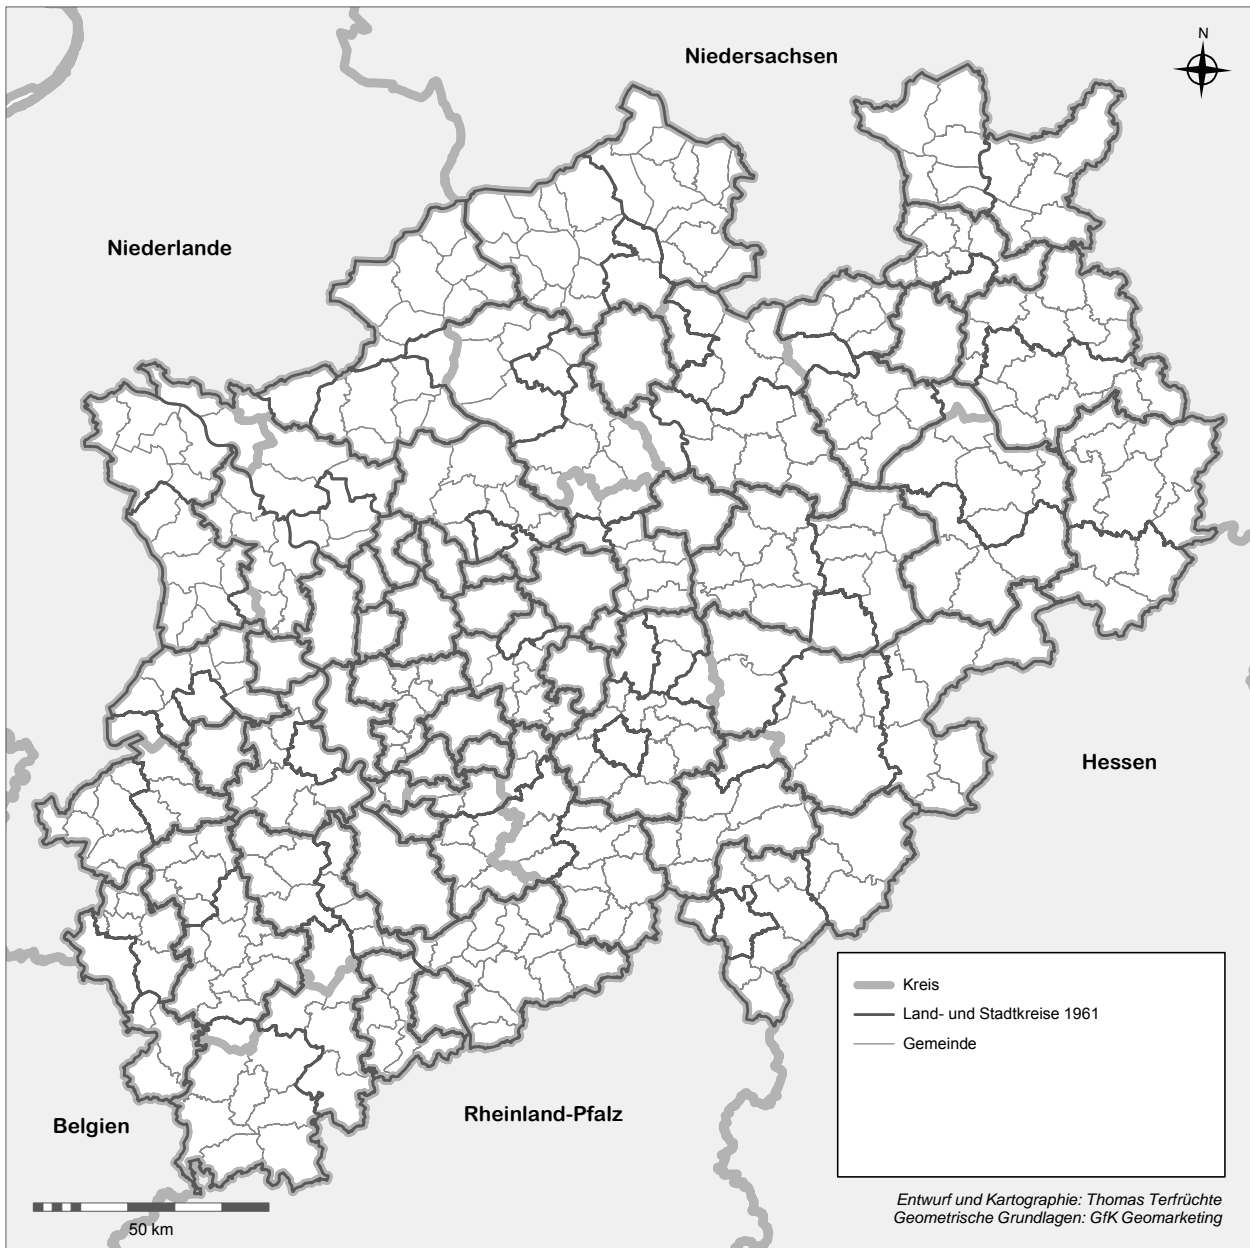 Niedersachsen
N
Niederlande
Hessen
Kreis
Land- und Stadtkreise 1961
Gemeinde
Belgien
Rheinland-Pfalz
50 km
Entwurf und Kartographie: Thomas Terfrüchte
Geometrische Grundlagen: GfK Geomarketing